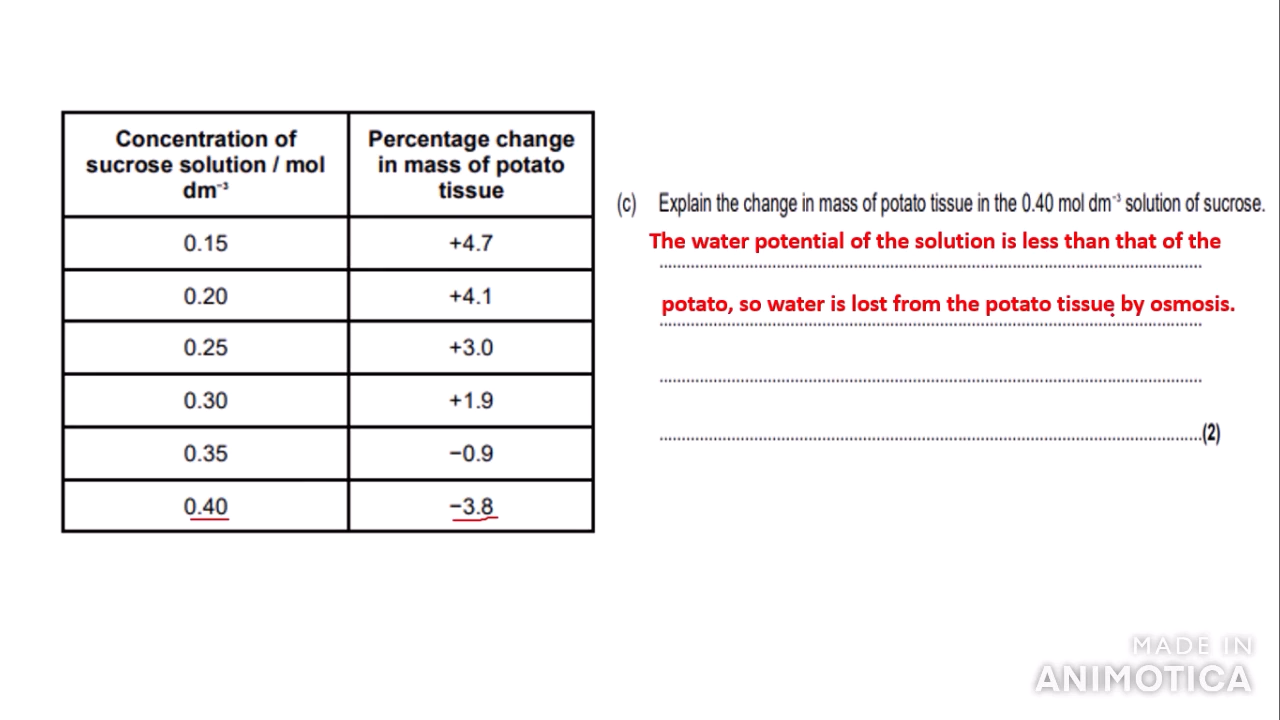 Concentration of
sucrose solution / mol
dm⁻³
Percentage change
in mass of potato
tissue
0.15
+4.7
0.20
+4.1
0.25
+3.0
0.30
+1.9
0.35
−0.9
0.40
−3.8
(c) Explain the change in mass of potato tissue in the 0.40 mol dm⁻³ solution of sucrose.
The water potential of the solution is less than that of the
potato, so water is lost from the potato tissue by osmosis.
(2)
MADE IN
ANIMOTICA